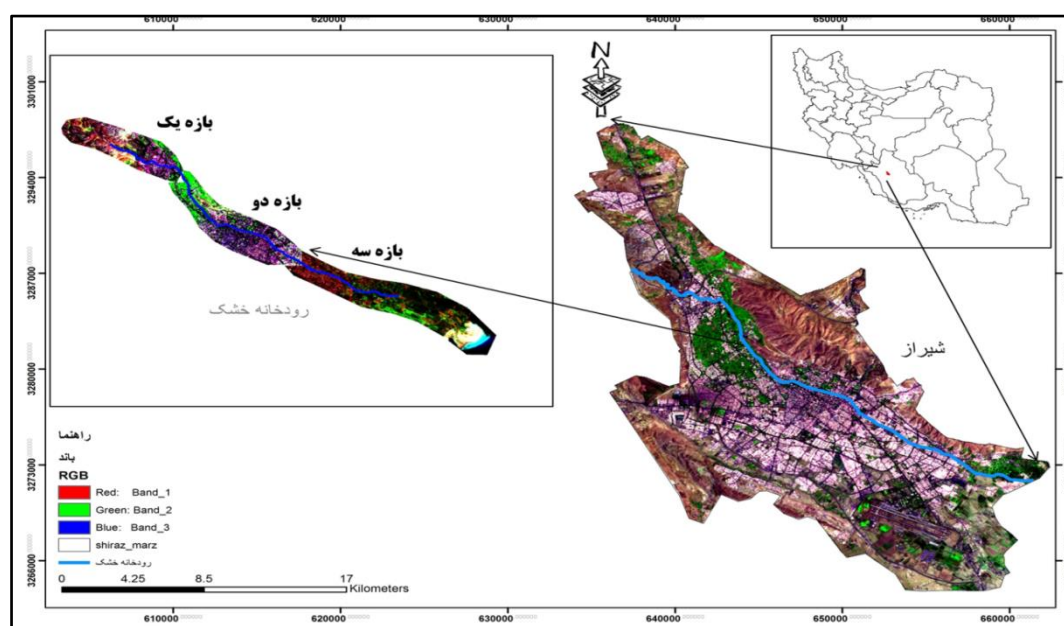 610000 620000 630000 640000 650000 660000
3301000
3294000
3287000
3280000
3273000
3266000
بازه یک
بازه دو
بازه سه
رودخانه خشک
N
شیراز
راهنما
باند
RGB
Red: Band_1
Green: Band_2
Blue: Band_3
shiraz_marz
رودخانه خشک
0 4.25 8.5 17
Kilometers
610000 620000 630000 640000 650000 660000